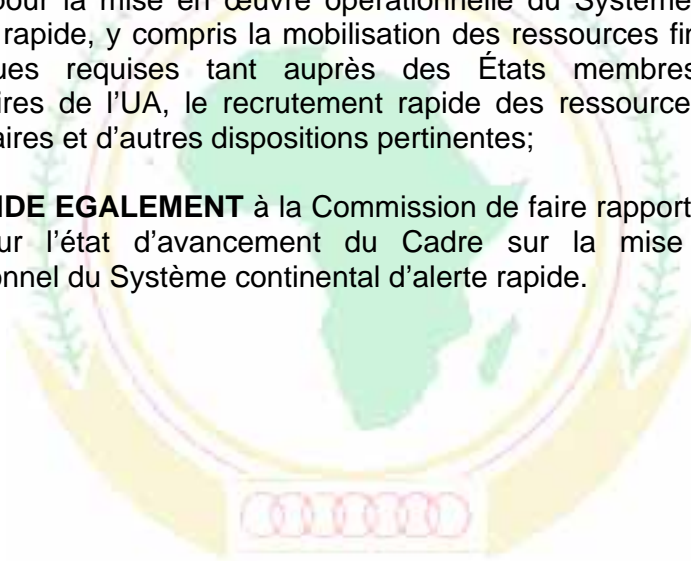 pour la mise en œuvre opérationnelle du Système
rapide, y compris la mobilisation des ressources fin
ues requises tant auprès des États membres
ires de l'UA, le recrutement rapide des ressource
aires et d'autres dispositions pertinentes;
NDE EGALEMENT à la Commission de faire rapport
ur l'état d'avancement du Cadre sur la mise
onnel du Système continental d'alerte rapide.